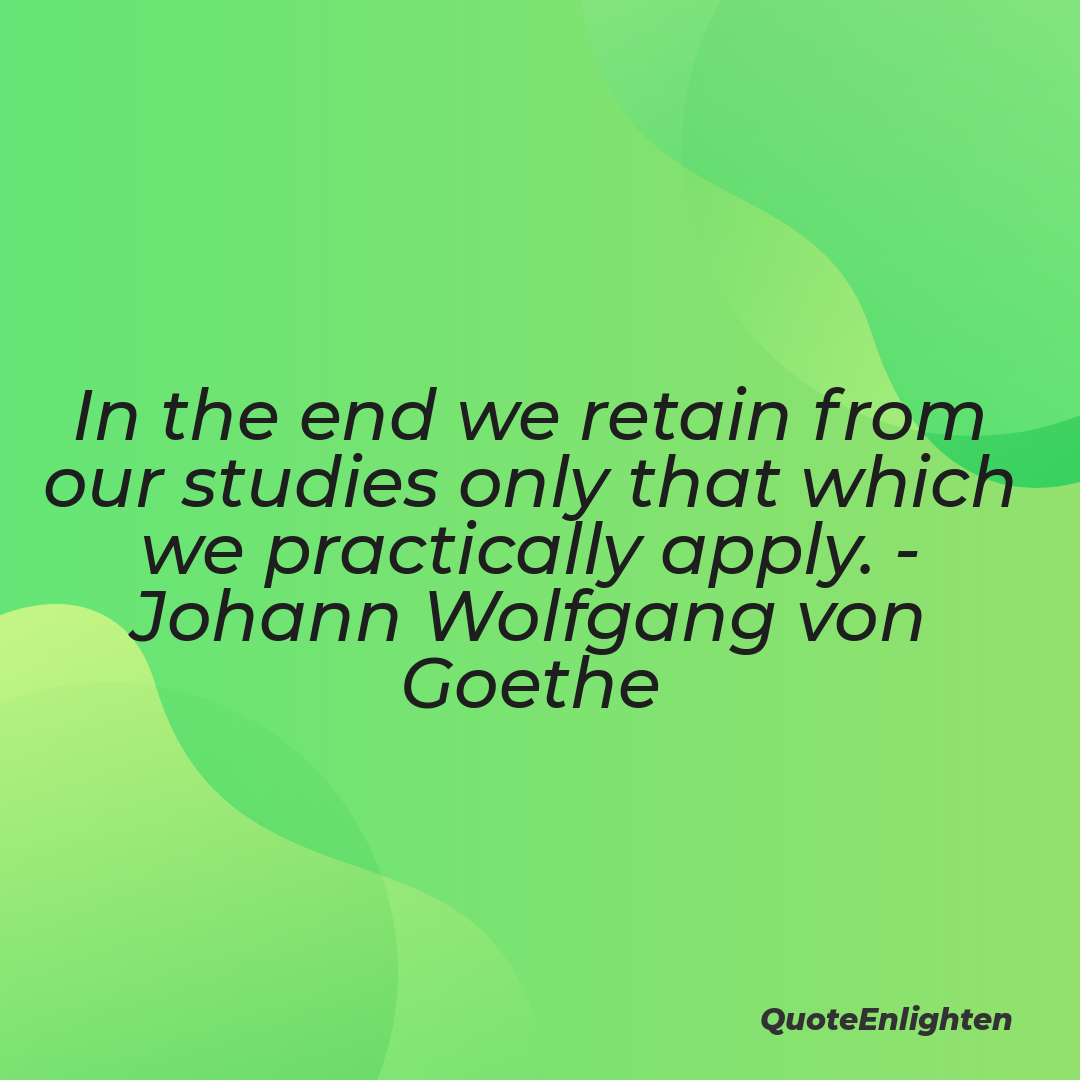 In the end we retain from
our studies only that which
we practically apply. -
Johann Wolfgang von
Goethe
QuoteEnlighten